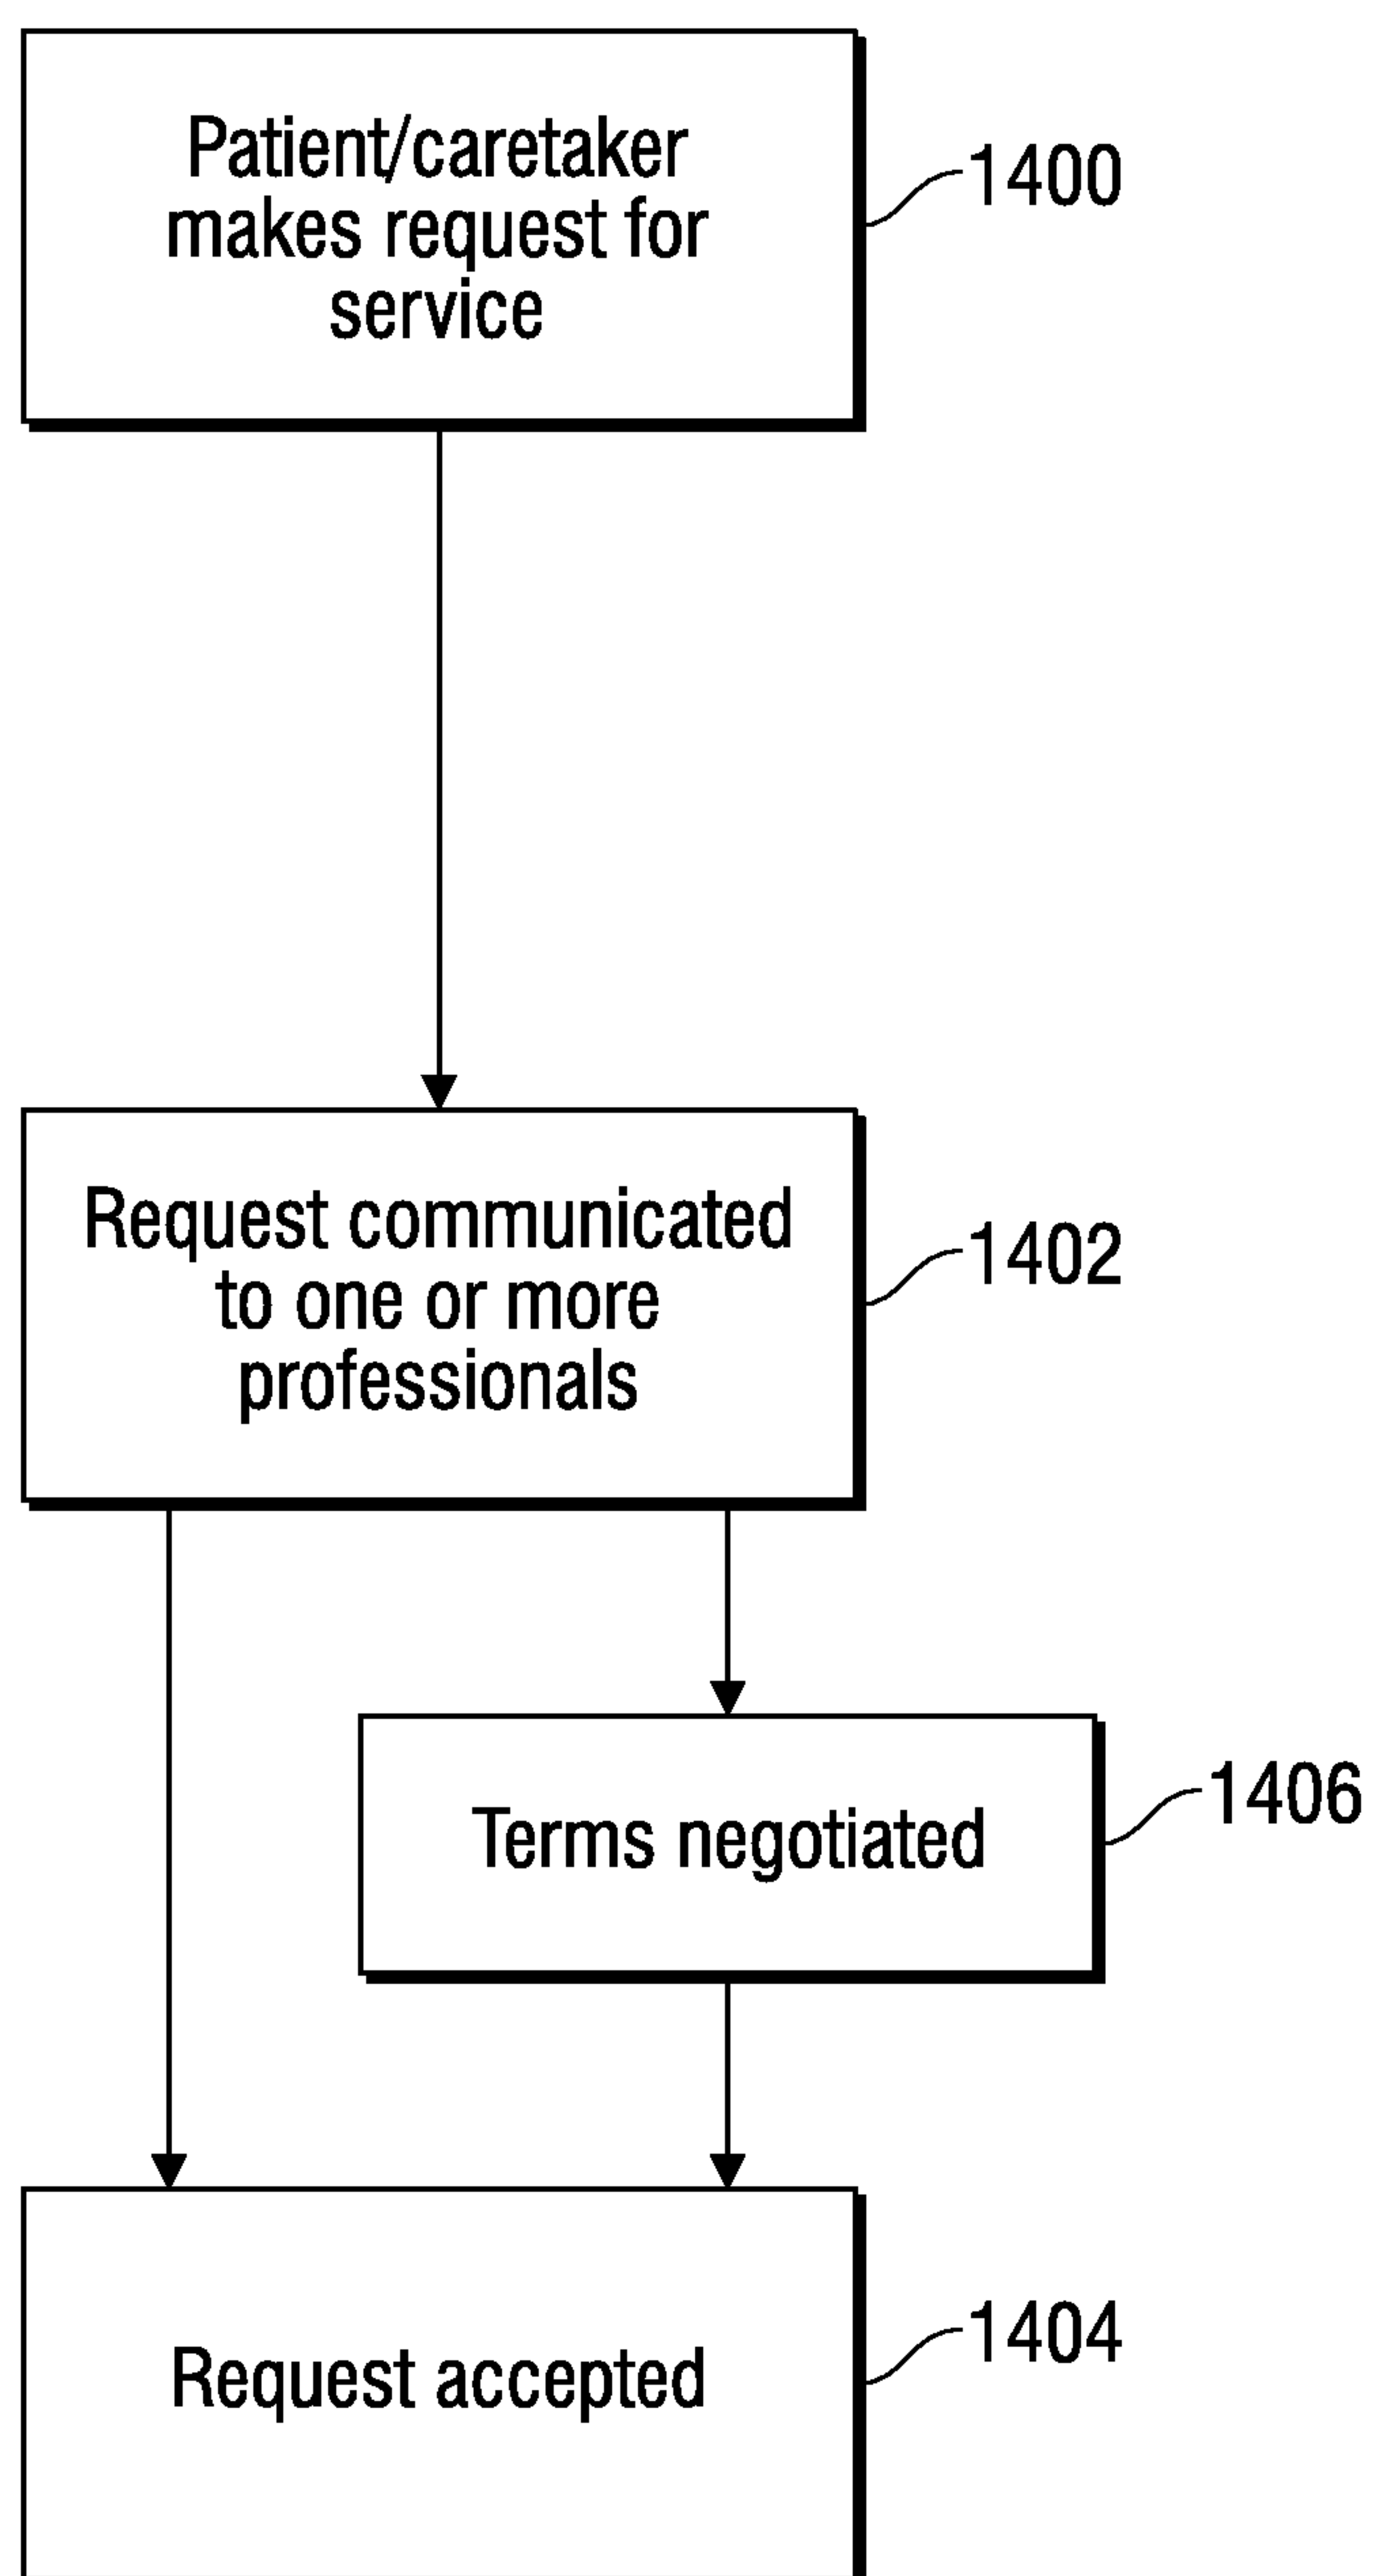 Patient/caretaker
makes request for
service
1400
Request communicated
to one or more
professionals
1402
Terms negotiated
1406
Request accepted
1404